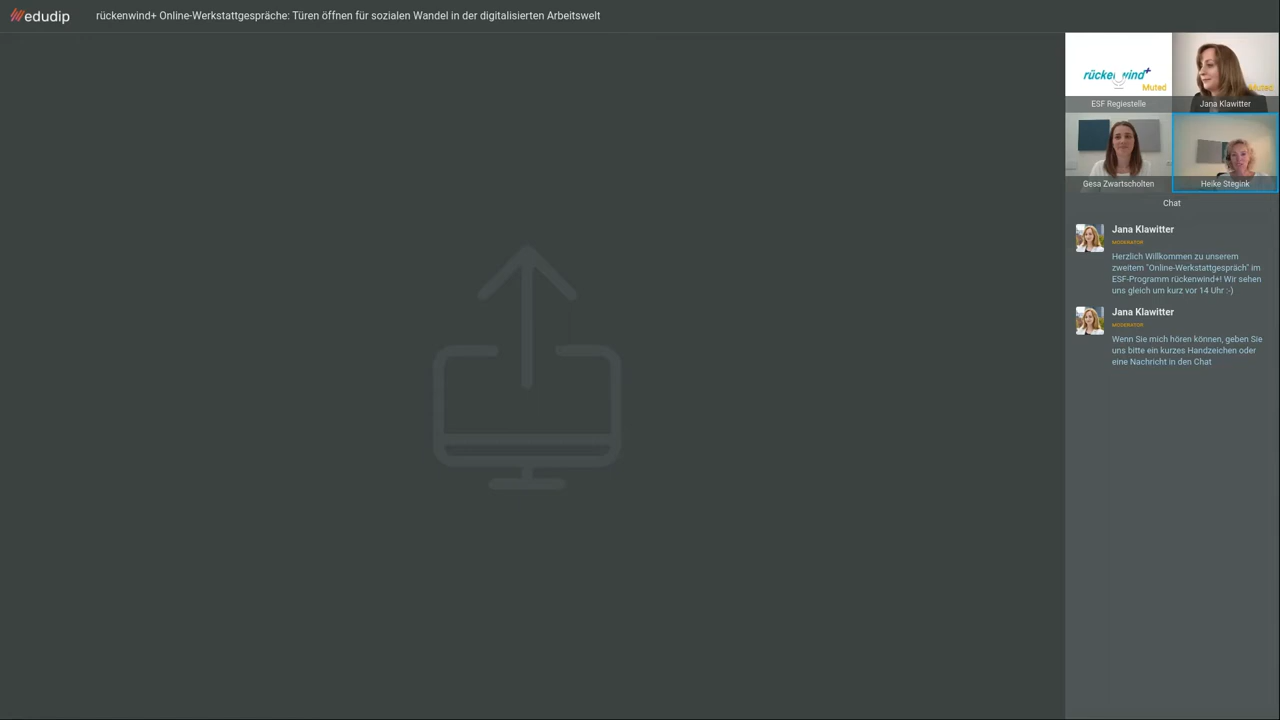 edudip
rückenwind+ Online-Werkstattgespräche: Türen öffnen für sozialen Wandel in der digitalisierten Arbeitswelt
Muted
ESF Regiestelle
Muted
Jana Klawitter
Gesa Zwartscholten
Heike Stegink
Chat
Jana Klawitter
MODERATOR
Herzlich Willkommen zu unserem
zweitem "Online-Werkstattgespräch" im
ESF-Programm rückenwind+! Wir sehen
uns gleich um kurz vor 14 Uhr :-)
Jana Klawitter
MODERATOR
Wenn Sie mich hören können, geben Sie
uns bitte ein kurzes Handzeichen oder
eine Nachricht in den Chat